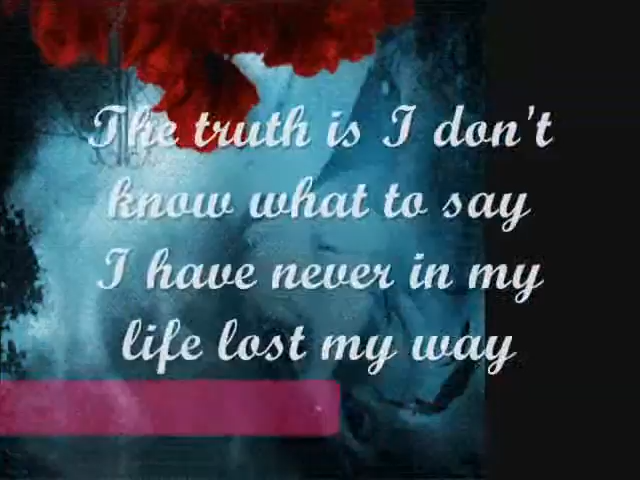 The truth is I don't
know what to say
I have never in my
life lost my way